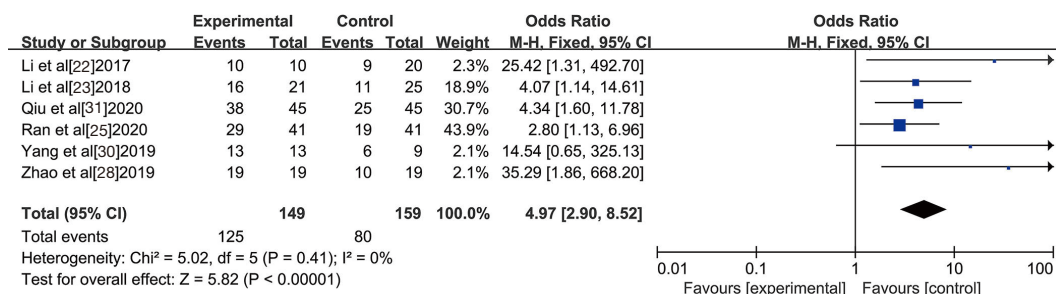 Experimental Control Odds Ratio Odds Ratio
Study or Subgroup Events Total Events Total Weight M-H, Fixed, 95% CI M-H, Fixed, 95% CI
Li et al[22]2017 10 10 9 20 2.3% 25.42 [1.31, 492.70]
Li et al[23]2018 16 21 11 25 18.9% 4.07 [1.14, 14.61]
Qiu et al[31]2020 38 45 25 45 30.7% 4.34 [1.60, 11.78]
Ran et al[25]2020 29 41 19 41 43.9% 2.80 [1.13, 6.96]
Yang et al[30]2019 13 13 6 9 2.1% 14.54 [0.65, 325.13]
Zhao et al[28]2019 19 19 10 19 2.1% 35.29 [1.86, 668.20]
Total (95% CI) 149 159 100.0% 4.97 [2.90, 8.52]
Total events 125 80
Heterogeneity: Chi² = 5.02, df = 5 (P = 0.41); I² = 0%
Test for overall effect: Z = 5.82 (P < 0.00001)
0.01 0.1 1 10 100
Favours [experimental] Favours [control]